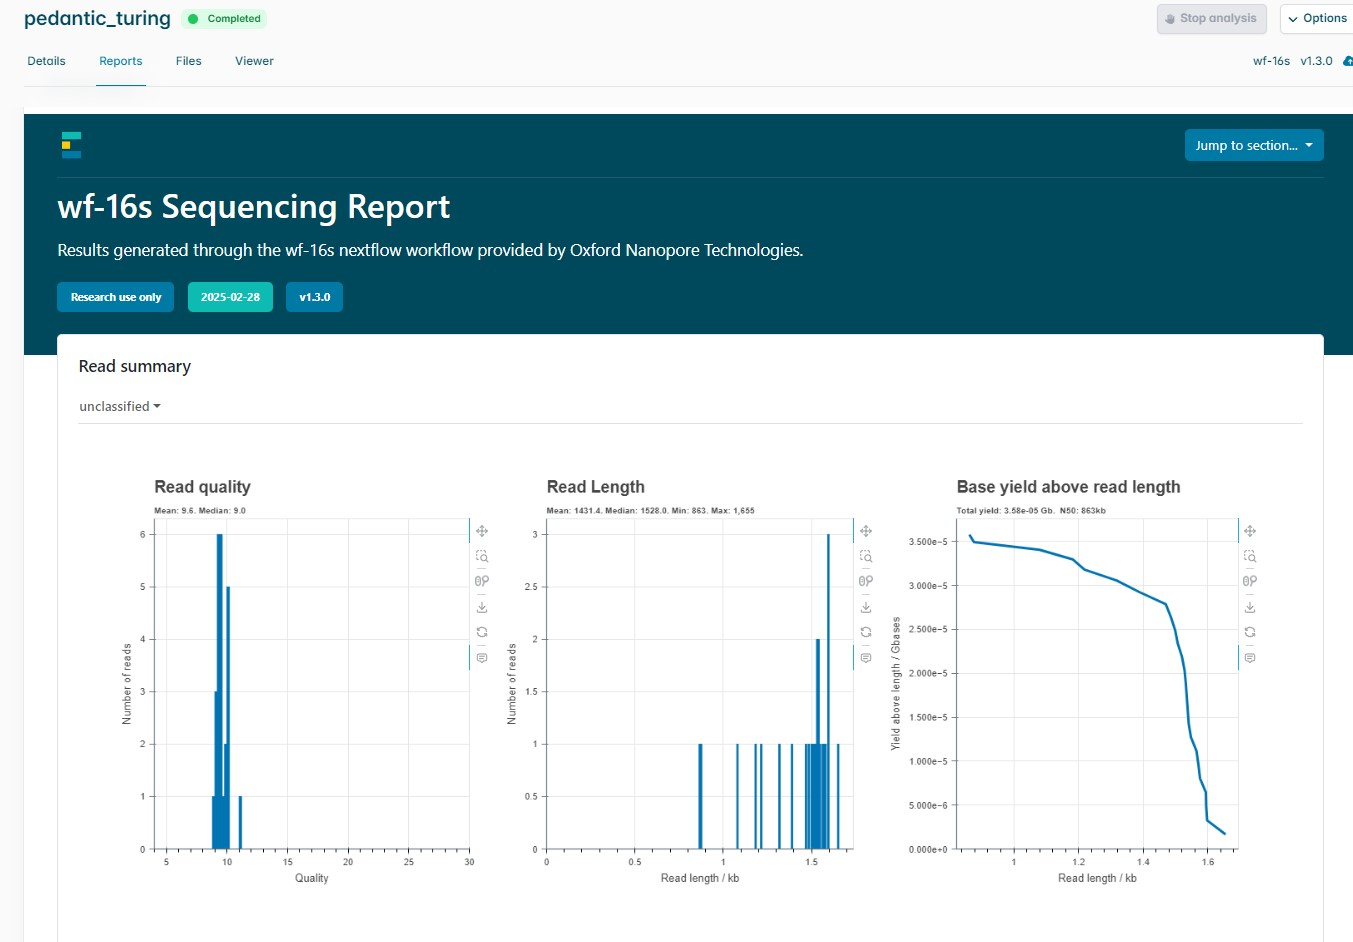 pedantic_turing
Completed
Stop analysis
Options
Details
Reports
Files
Viewer
wf-16s v1.3.0
Jump to section...
wf-16s Sequencing Report
Results generated through the wf-16s nextflow workflow provided by Oxford Nanopore Technologies.
Research use only
2025-02-28
v1.3.0
Read summary
unclassified
Read quality
Mean: 9.6. Median: 9.0
6
5
4
3
2
1
0
Number of reads
5
10
15
20
25
30
Quality
Read Length
Mean: 1431.4. Median: 1528.0. Min: 863. Max: 1,655
3
2.5
2
1.5
1
0.5
0
Number of reads
0
0.5
1
1.5
Read length / kb
Base yield above read length
Total yield: 3.58e-05 Gb. N50: 863kb
3.500e−5
3.000e−5
2.500e−5
2.000e−5
1.500e−5
1.000e−5
5.000e−6
0.000e+0
Yield above length / Gbases
1
1.2
1.4
1.6
Read length / kb